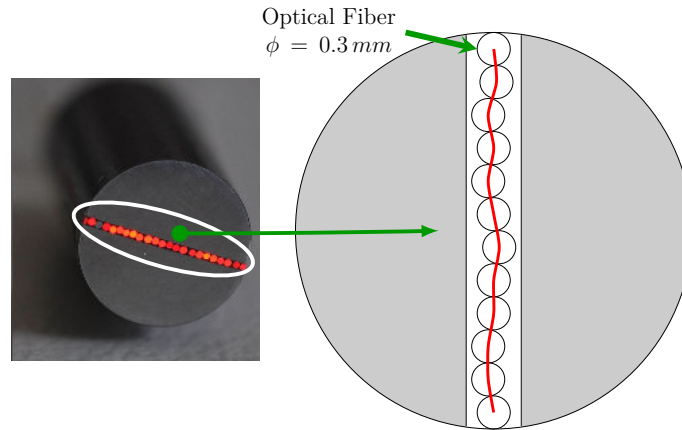 Optical Fiber
ϕ = 0.3 mm